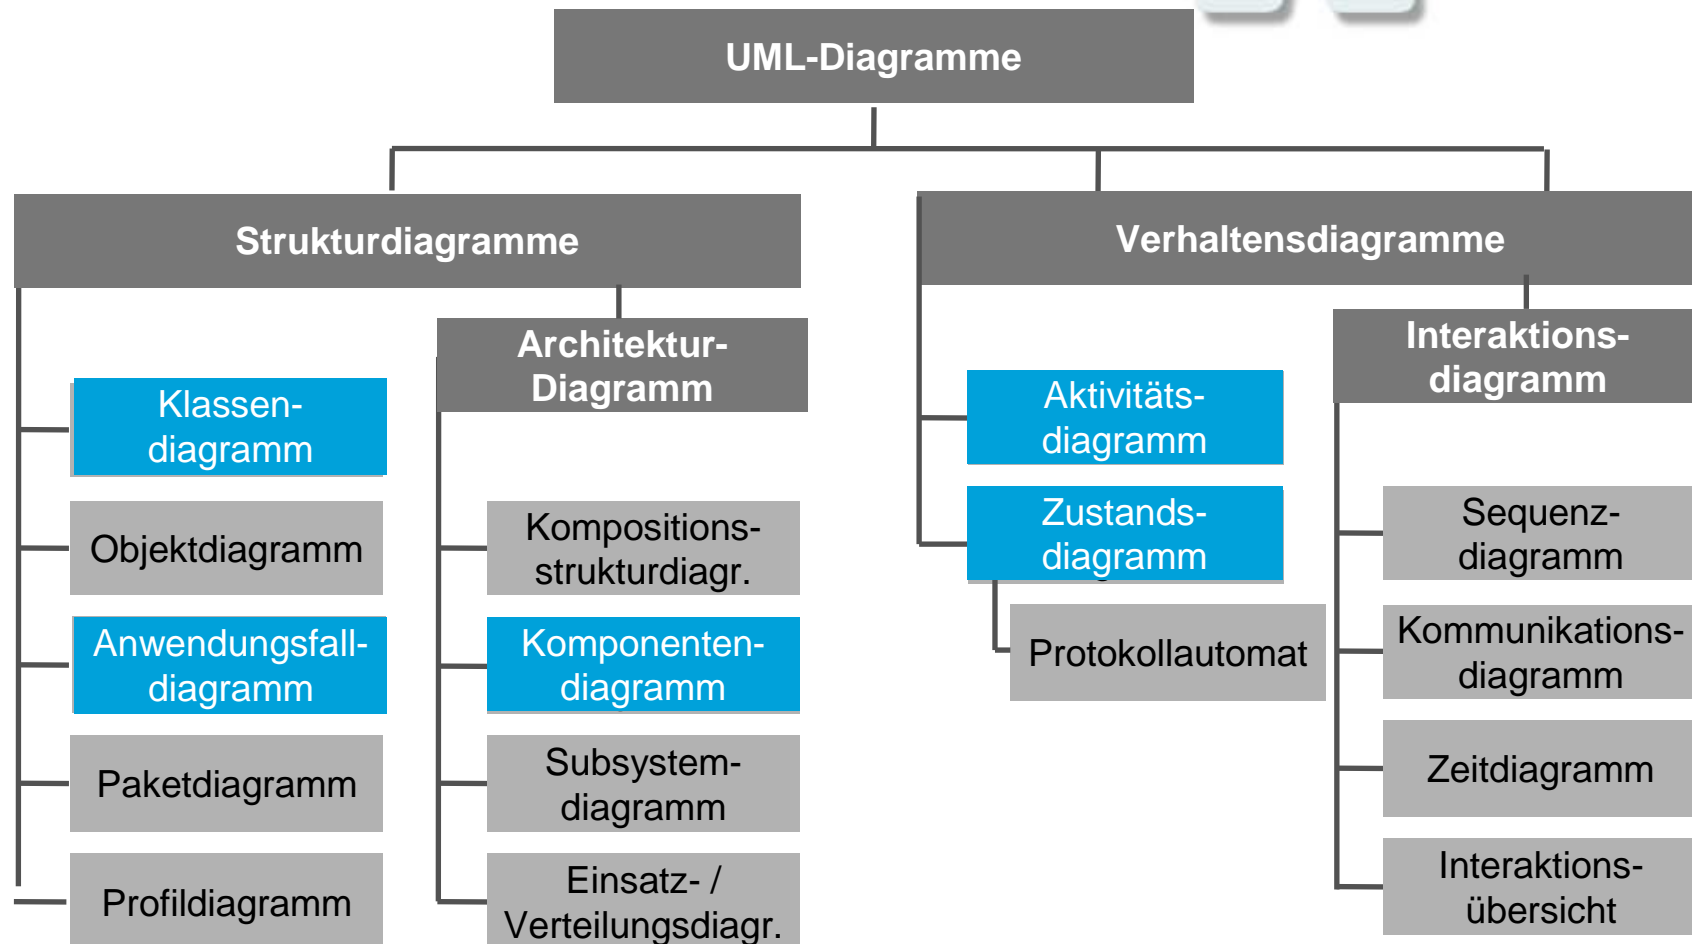 UML-Diagramme
Strukturdiagramme
Klassen-
diagramm
Objektdiagramm
Anwendungsfall-
diagramm
Paketdiagramm
Profildiagramm
Architektur-
Diagramm
Kompositions-
strukturdiagr.
Komponenten-
diagramm
Subsystem-
diagramm
Einsatz- /
Verteilungsdiagr.
Verhaltensdiagramme
Aktivitäts-
diagramm
Zustands-
diagramm
Protokollautomat
Interaktions-
diagramm
Sequenz-
diagramm
Kommunikations-
diagramm
Zeitdiagramm
Interaktions-
übersicht